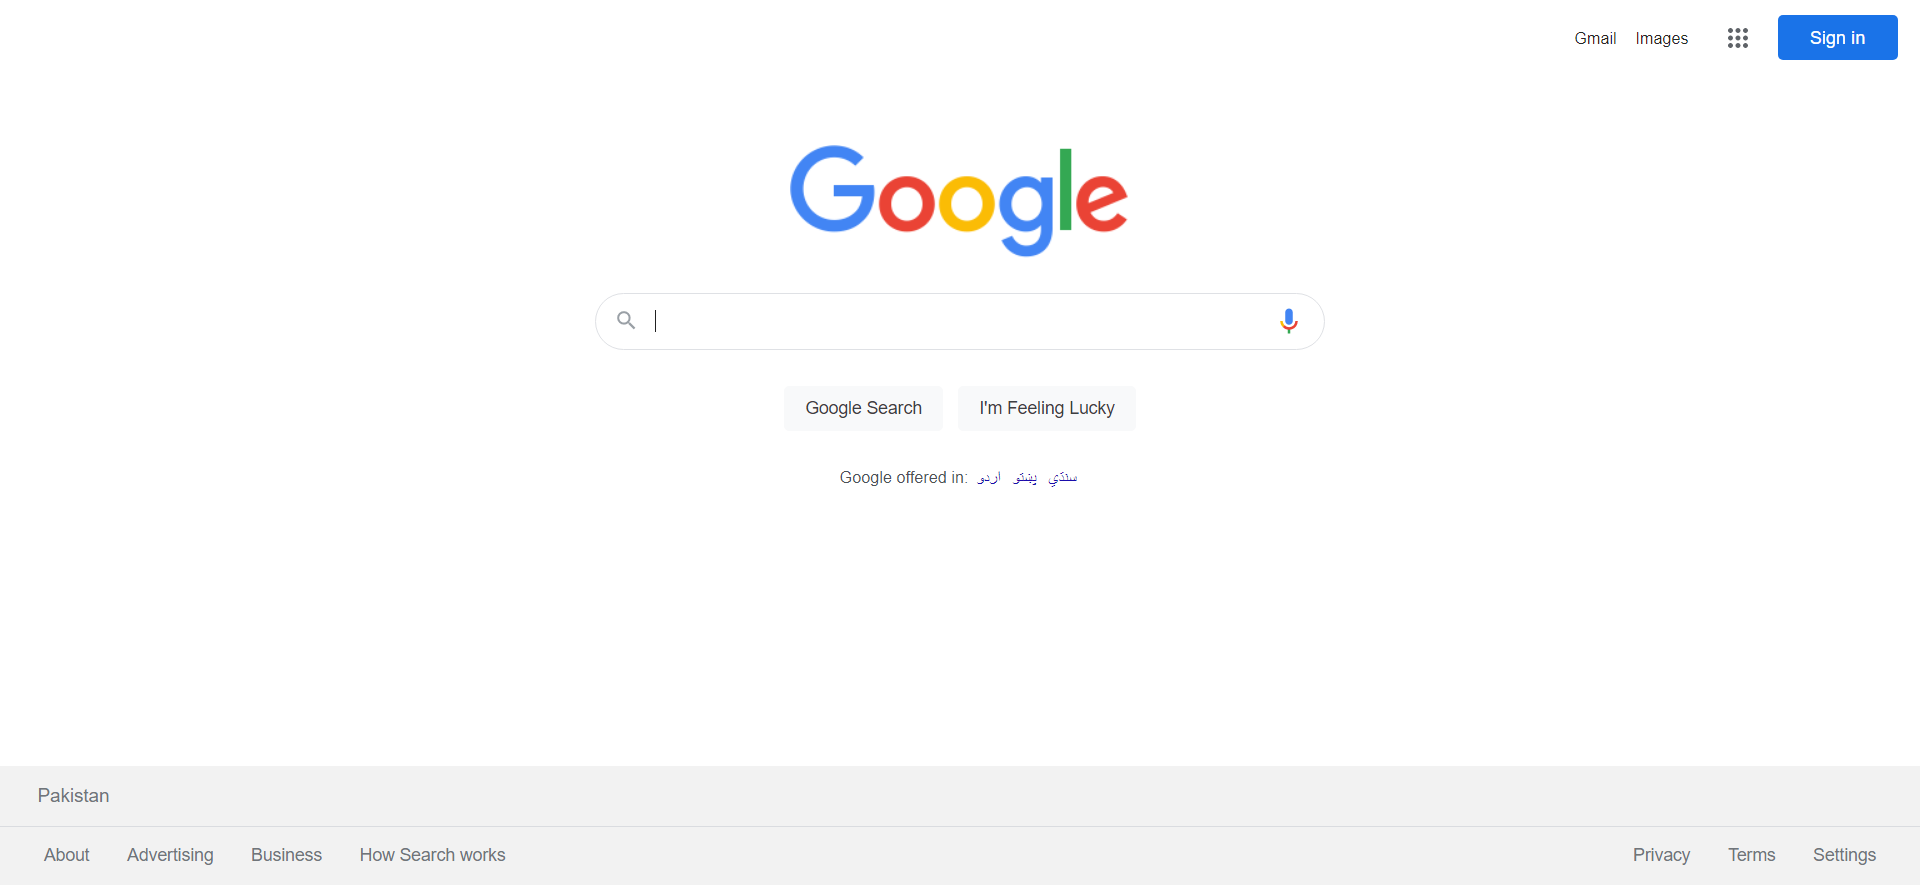 Gmail Images Sign in
Google
Google Search I'm Feeling Lucky
Google offered in: اردو پښتو سنڌي
Pakistan
About Advertising Business How Search works Privacy Terms Settings